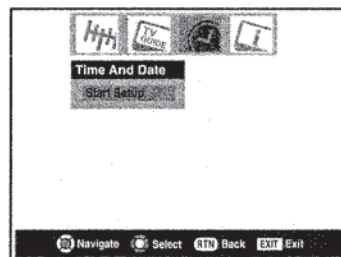 TV GUIDE
i
Time And Date
Start Setup
Navigate Select RTN Back EXIT Exit